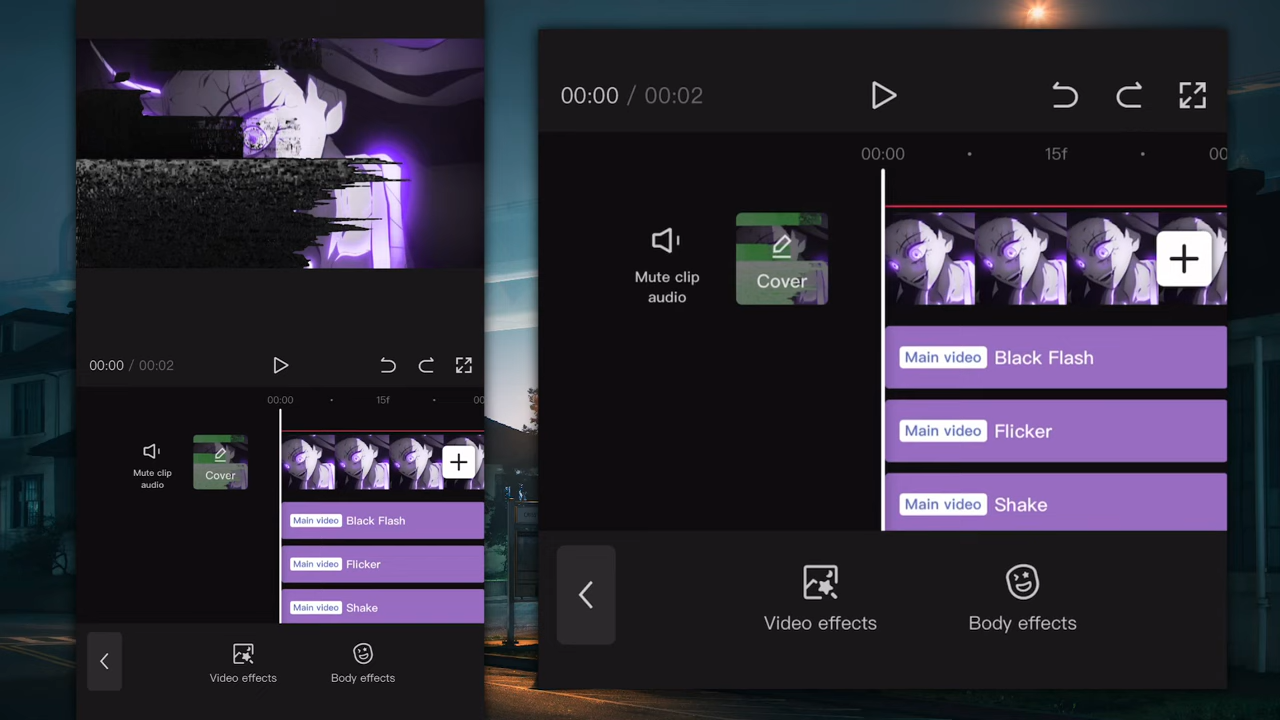 00:00 / 00:02
00:00
15f
00
Mute clip
audio
Cover
Main video Black Flash
Main video Flicker
Main video Shake
Video effects
Body effects
00:00 / 00:02
00:00
15f
00
Mute clip
audio
Cover
Main video Black Flash
Main video Flicker
Main video Shake
Video effects
Body effects